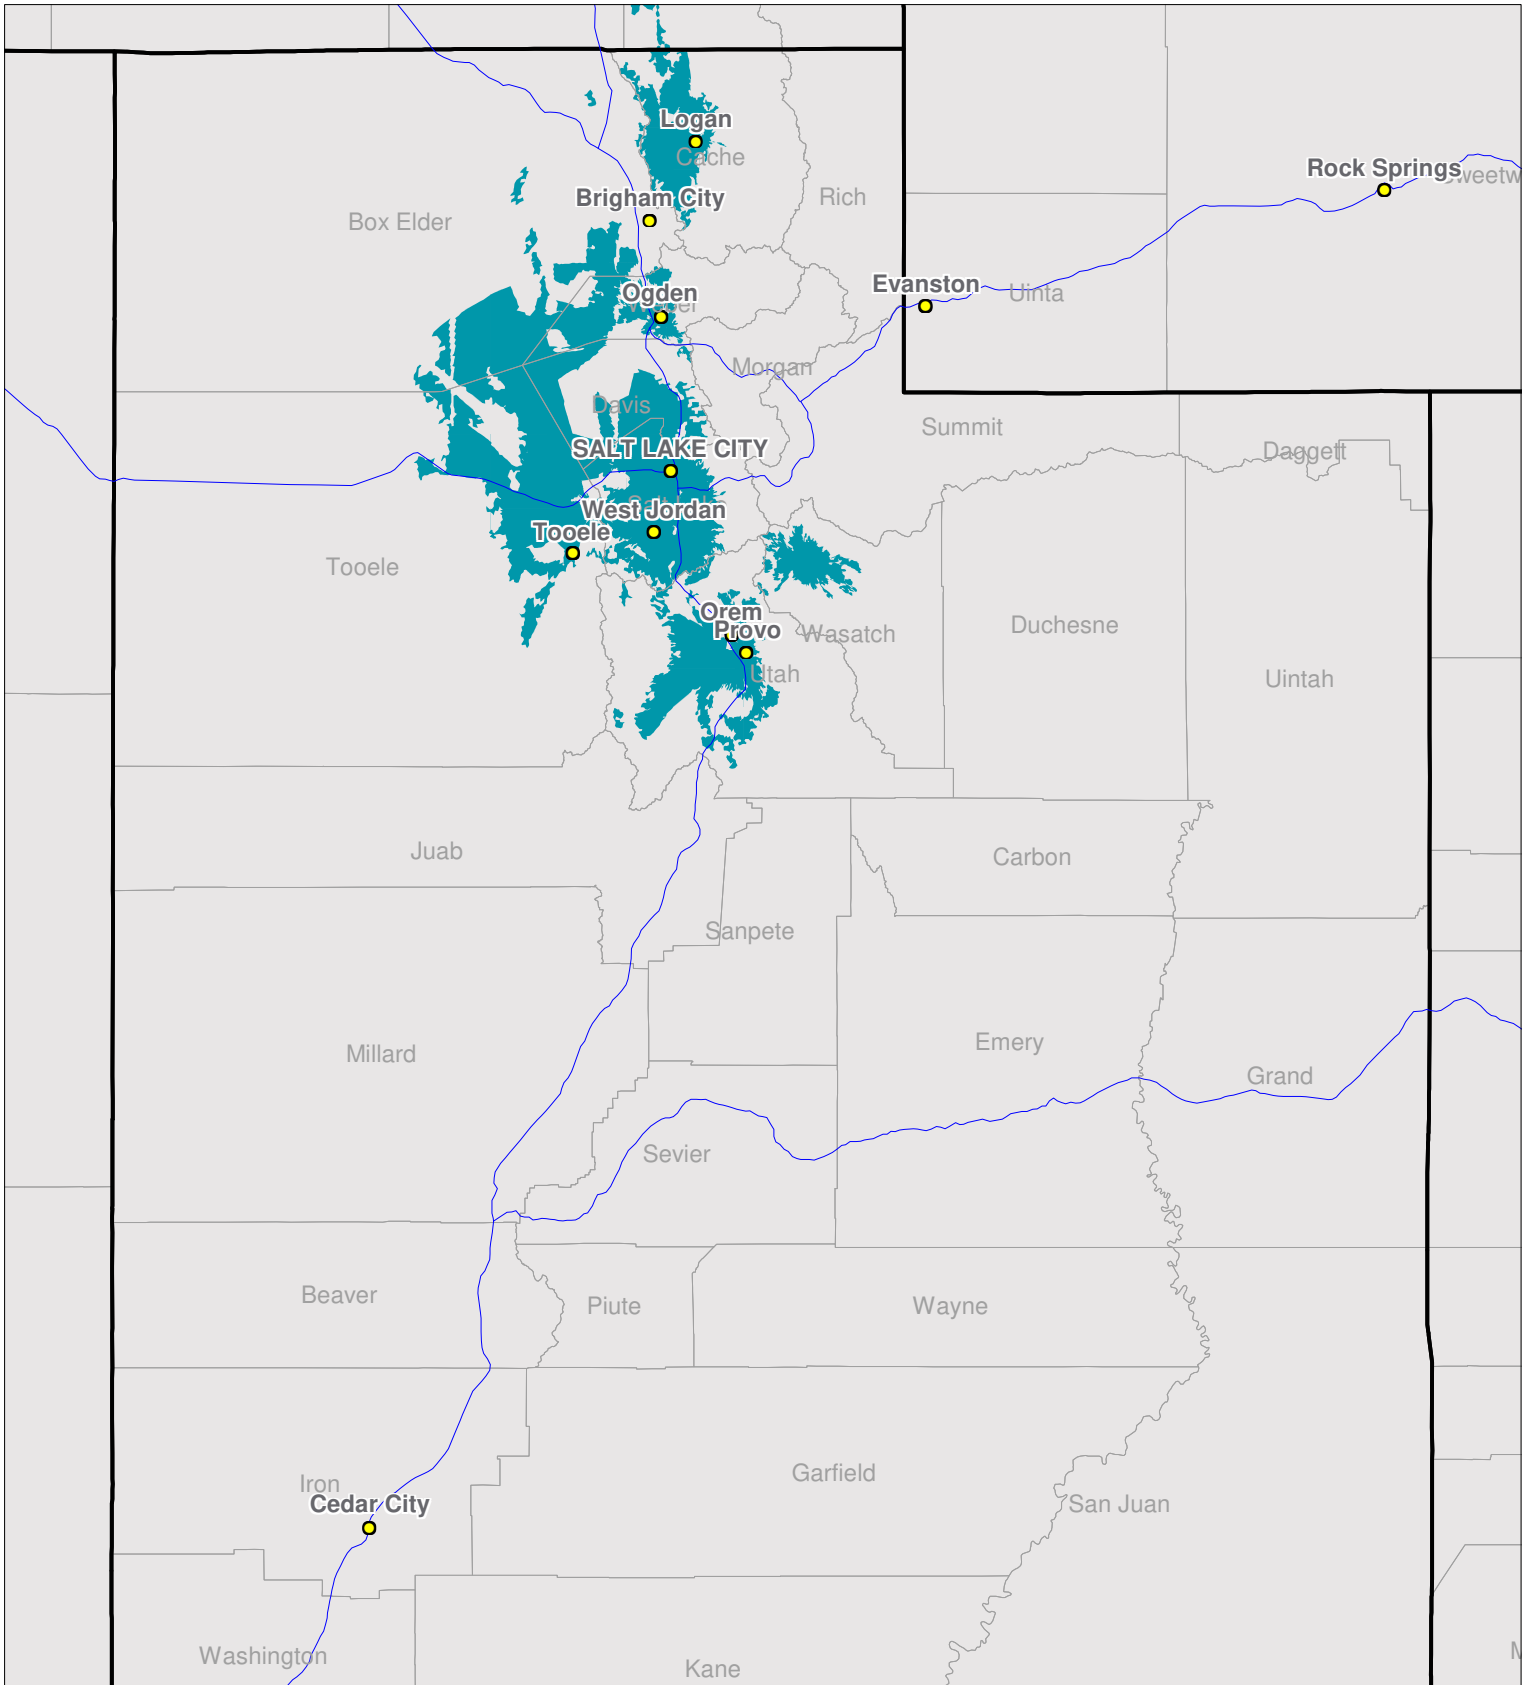 Logan
Cache
Rock Springs
Brigham City
Rich
Box Elder
Evanston
Uinta
Ogden
Morgan
Davis
Summit
SALT LAKE CITY
Daggett
West Jordan
Tooele
Tooele
Orem
Provo
Wasatch
Duchesne
Utah
Uintah
Juab
Carbon
Sanpete
Millard
Emery
Grand
Sevier
Beaver
Piute
Wayne
Iron
Cedar City
Garfield
San Juan
Washington
Kane